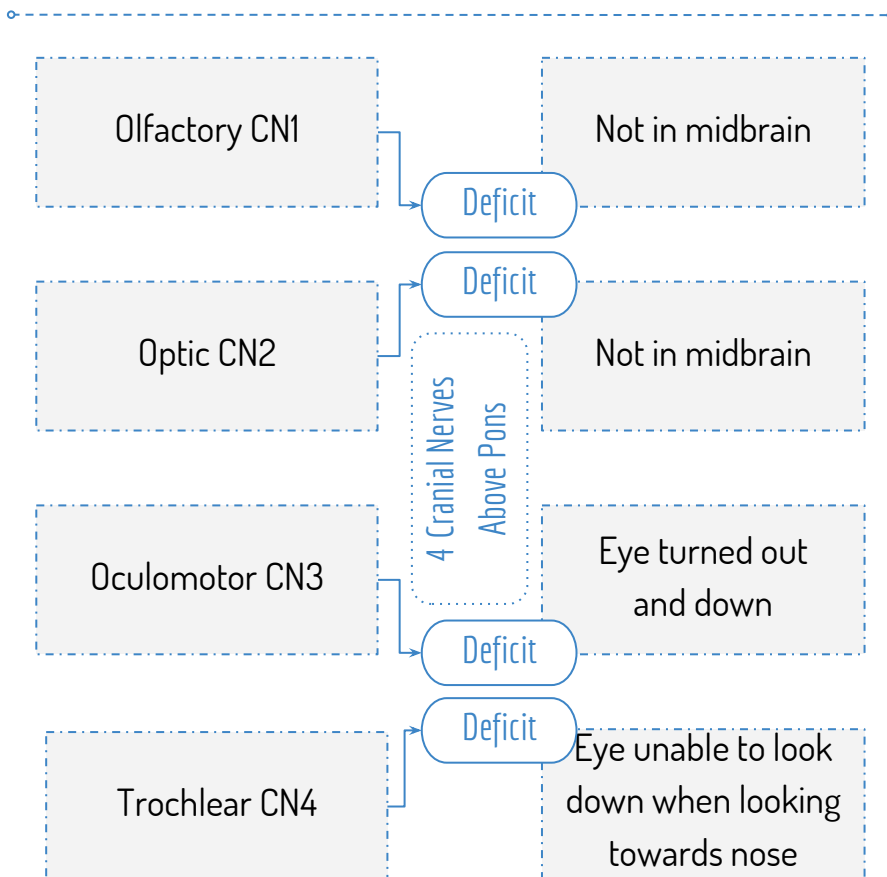 Olfactory CN1
Deficit
Not in midbrain
Optic CN2
Deficit
Not in midbrain
4 Cranial Nerves
Above Pons
Oculomotor CN3
Deficit
Eye turned out
and down
Trochlear CN4
Deficit
Eye unable to look
down when looking
towards nose